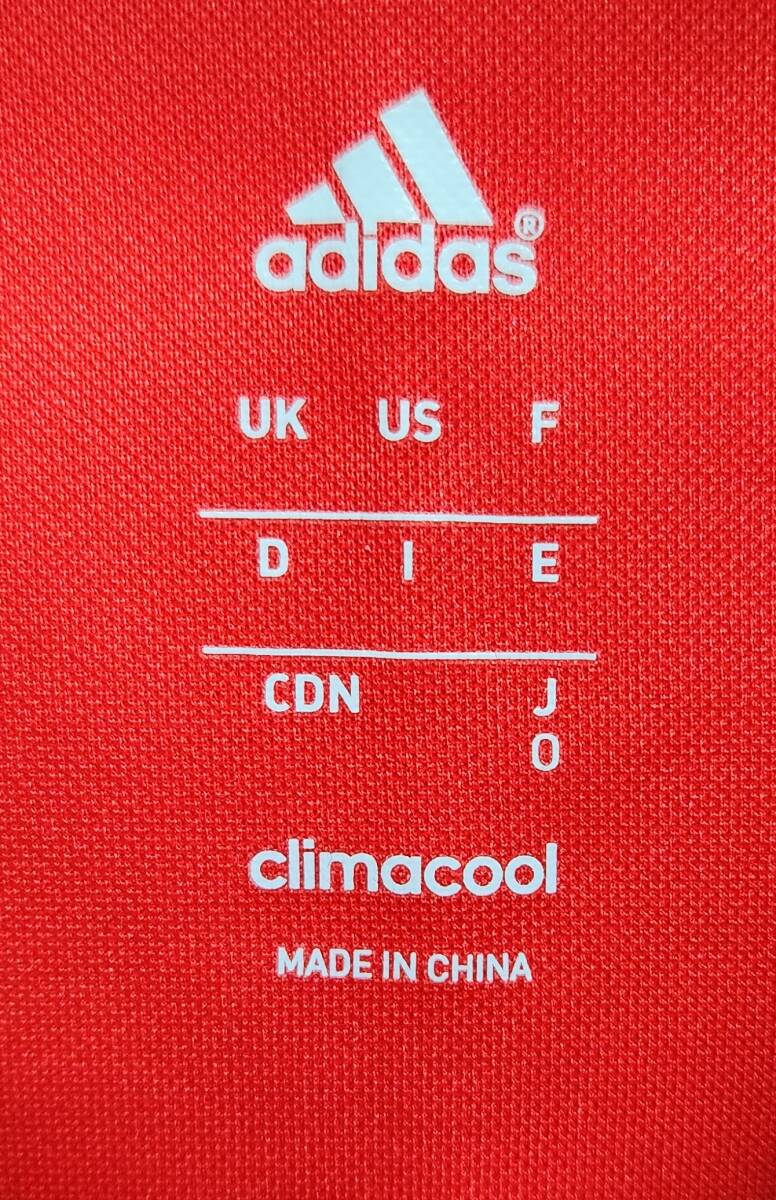 adidas®
UK US F
D I E
CDN J
O
climacool
MADE IN CHINA